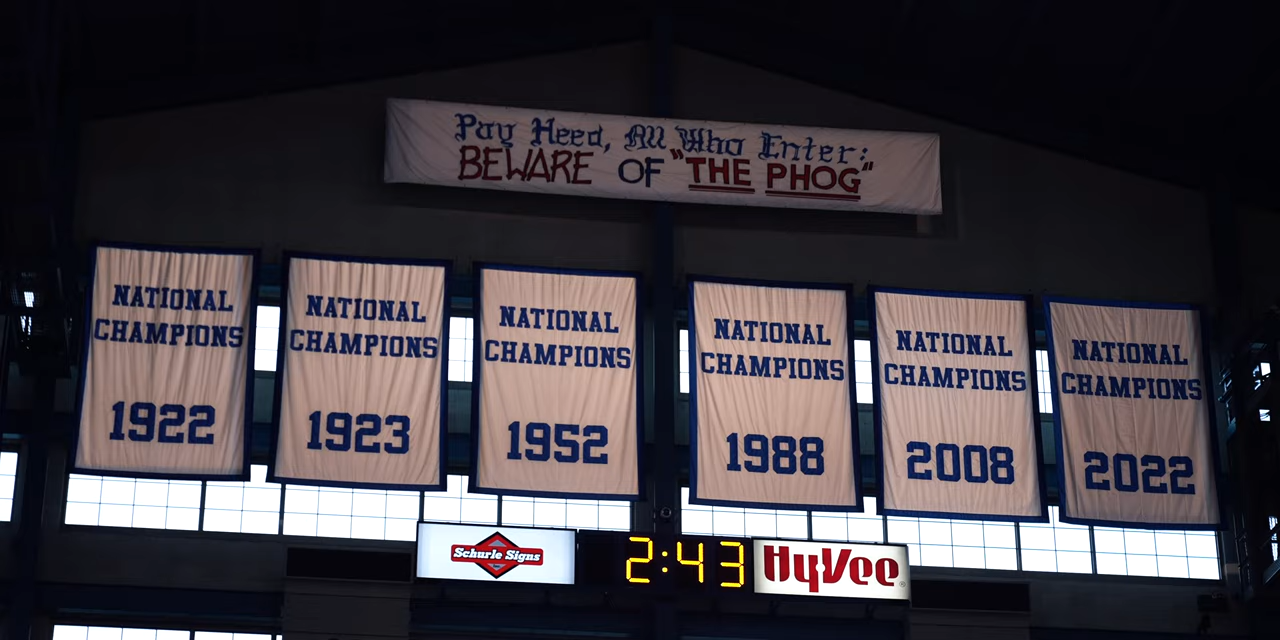 Pay Heed, All Who Enter:
BEWARE OF "THE PHOG"
NATIONAL
CHAMPIONS
1922
NATIONAL
CHAMPIONS
1923
NATIONAL
CHAMPIONS
1952
NATIONAL
CHAMPIONS
1988
NATIONAL
CHAMPIONS
2008
NATIONAL
CHAMPIONS
2022
Schurle Signs
2:43
HyVee